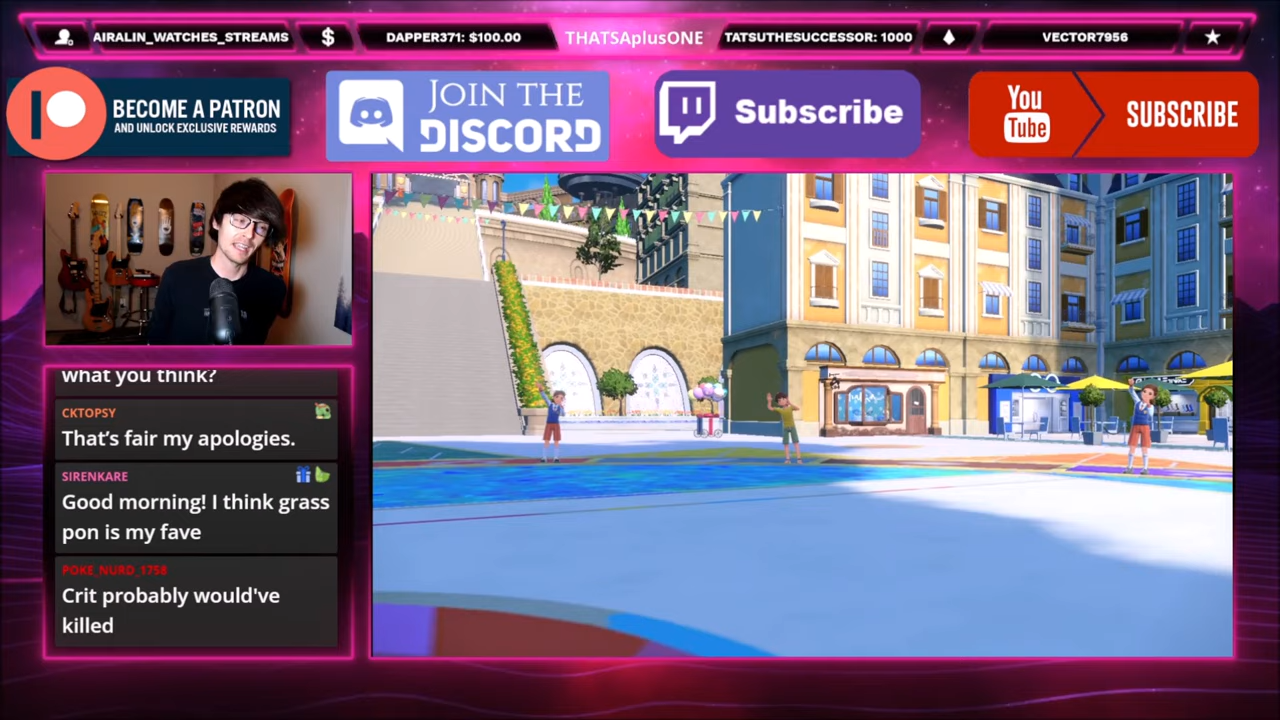 AIRALIN_WATCHES_STREAMS
$
DAPPER371: $100.00
THATSAplusONE
TATSUTHESUCCESSOR: 1000
VECTOR7956
BECOME A PATRON
AND UNLOCK EXCLUSIVE REWARDS
JOIN THE
DISCORD
Subscribe
You
Tube
SUBSCRIBE
what you think?
CKTOPSY
That's fair my apologies.
SIRENKARE
Good morning! I think grass
pon is my fave
POKE_NURD_1758
Crit probably would've
killed